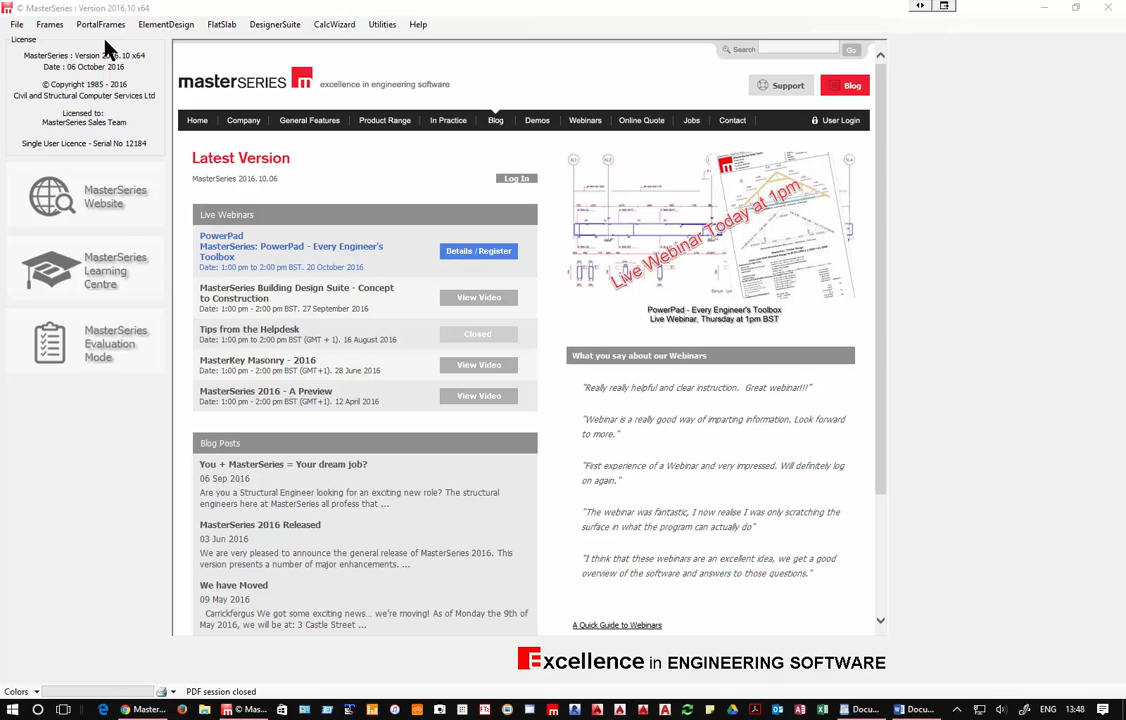 © MasterSeries : Version 2016.10 x64
File Frames PortalFrames ElementDesign FlatSlab DesignerSuite CalcWizard Utilities Help
License
MasterSeries : Version 2016.10 x64
Date : 06 October 2016
© Copyright 1985 - 2016
Civil and Structural Computer Services Ltd
Licensed to:
MasterSeries Sales Team
Single User Licence - Serial No 12184
MasterSeries
Website
MasterSeries
Learning
Centre
MasterSeries
Evaluation
Mode
Search
Go
masterSERIES m excellence in engineering software
Support
Blog
Home Company General Features Product Range In Practice Blog Demos Webinars Online Quote Jobs Contact User Login
Latest Version
MasterSeries 2016.10.06
Log In
Live Webinars
PowerPad
MasterSeries: PowerPad - Every Engineer's
Toolbox
Date: 1:00 pm to 2:00 pm BST. 20 October 2016
Details / Register
MasterSeries Building Design Suite - Concept
to Construction
Date: 1:00 pm - 2:00 pm BST. 27 September 2016
View Video
Tips from the Helpdesk
Date: 1:00 pm to 2:00 pm BST (GMT + 1). 16 August 2016
Closed
MasterKey Masonry - 2016
Date: 1:00 pm - 2:00 pm BST (GMT+1). 28 June 2016
View Video
MasterSeries 2016 - A Preview
Date: 1:00 pm - 2:00 pm BST (GMT+1). 12 April 2016
View Video
Blog Posts
You + MasterSeries = Your dream job?
06 Sep 2016
Are you a Structural Engineer looking for an exciting new role? The structural
engineers here at MasterSeries all profess that ...
MasterSeries 2016 Released
03 Jun 2016
We are very pleased to announce the general release of MasterSeries 2016. This
version presents a number of major enhancements. ...
We have Moved
09 May 2016
Carrickfergus We got some exciting news… we're moving! As of Monday the 9th of
May 2016, we will be at: 3 Castle Street ...
Live Webinar Today at 1pm
PowerPad - Every Engineers Toolbox
Live Webinar, Thursday at 1pm BST
What you say about our Webinars
"Really really helpful and clear instruction. Great webinar!!!"
"Webinar is a really good way of imparting information. Look forward
to more."
"First experience of a Webinar and very impressed. Will definitely log
on again."
"The webinar was fantastic, I now realise I was only scratching the
surface in what the program can actually do"
"I think that these webinars are an excellent idea, we get a good
overview of the software and answers to those questions."
A Quick Guide to Webinars
Excellence in ENGINEERING SOFTWARE
Colors
PDF session closed
Master...
© Mas...
Docu...
Docu...
ENG
13:48